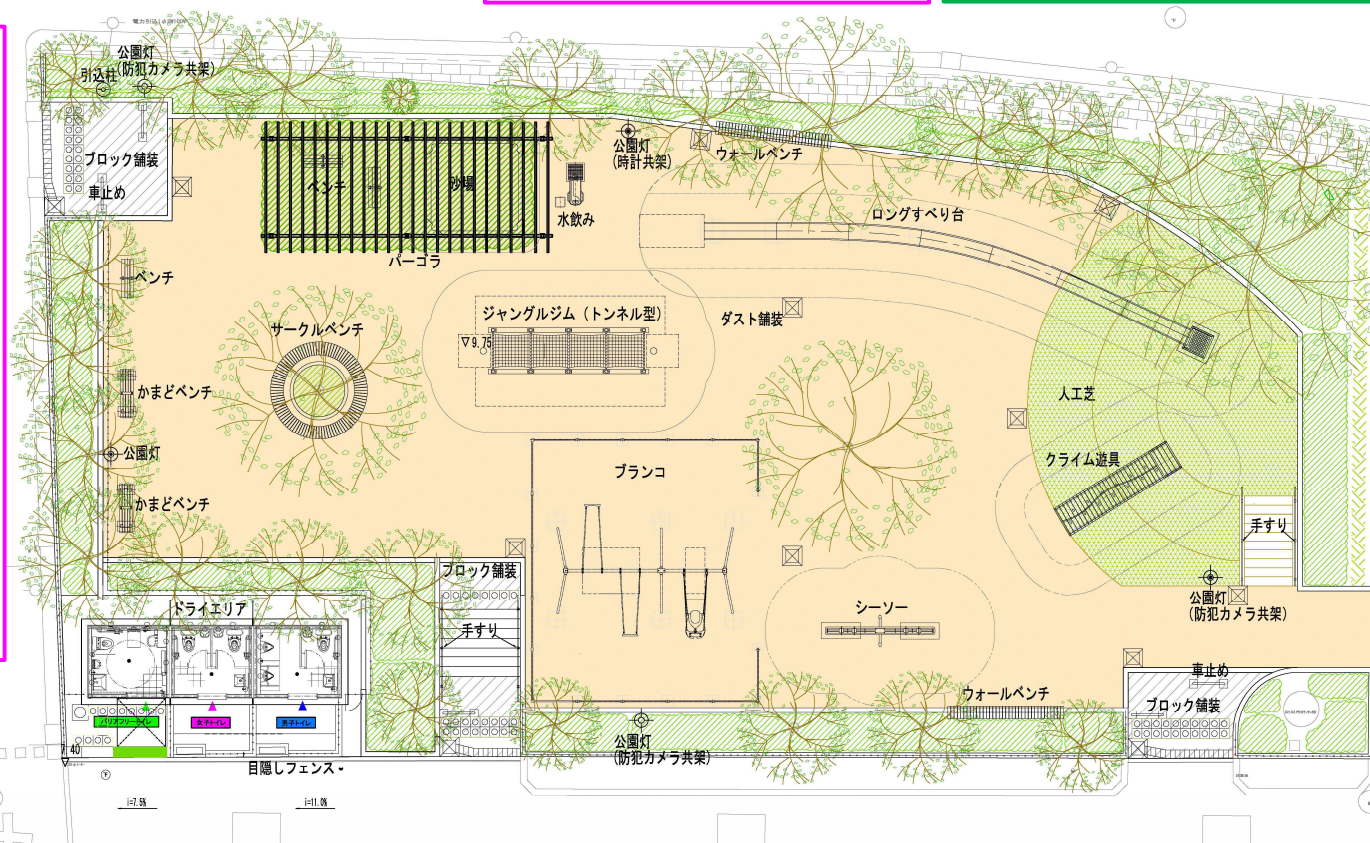 公園灯
(防犯カメラ共架)
引込柱
ブロック舗装
車止め
ベンチ
砂場
水飲み
パーゴラ
公園灯
(時計共架)
ウォールベンチ
ロングすべり台
ベンチ
サークルベンチ
ジャングルジム（トンネル型）
▽9.75
ダスト舗装
かまどベンチ
人工芝
公園灯
ブランコ
クライム遊具
かまどベンチ
手すり
ブロック舗装
公園灯
(防犯カメラ共架)
ドライエリア
手すり
シーソー
車止め
ウォールベンチ
ブロック舗装
バリアフリートイレ
女子トイレ
男子トイレ
公園灯
(防犯カメラ共架)
目隠しフェンス
i=7.5%
i=11.0%